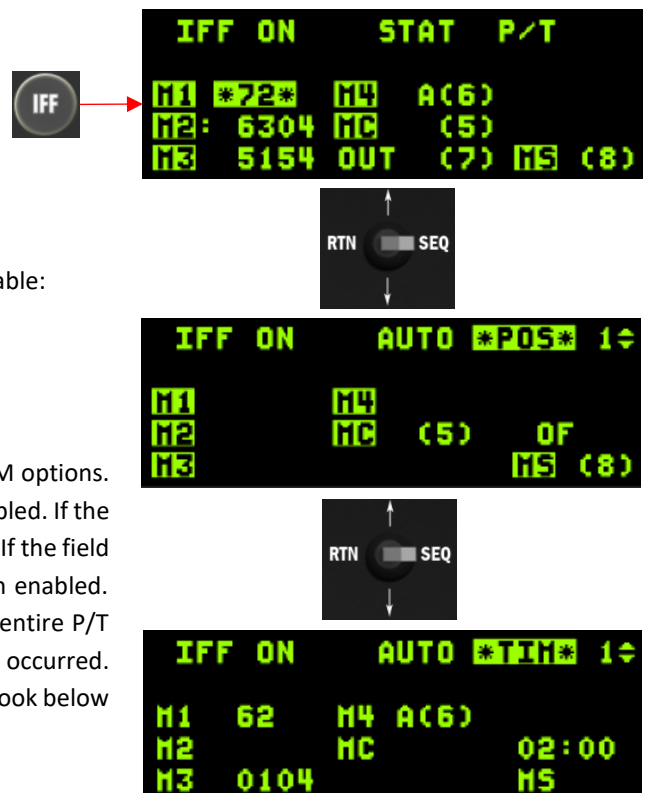 IFF ON STAT P/T
IFF
M1 *72* M4 A(6)
M2: 6304 MC (5)
M3 5154 OUT (7) MS (8)
RTN SEQ
able:
IFF ON AUTO *POS* 1
M1 M4
M2 MC (5) OF
M3 MS (8)
M options.
bled. If the
If the field
n enabled.
entire P/T
occurred.
ook below
RTN SEQ
IFF ON AUTO *TIM* 1
M1 62 M4 A(6)
M2 MC 02:00
M3 0104 MS